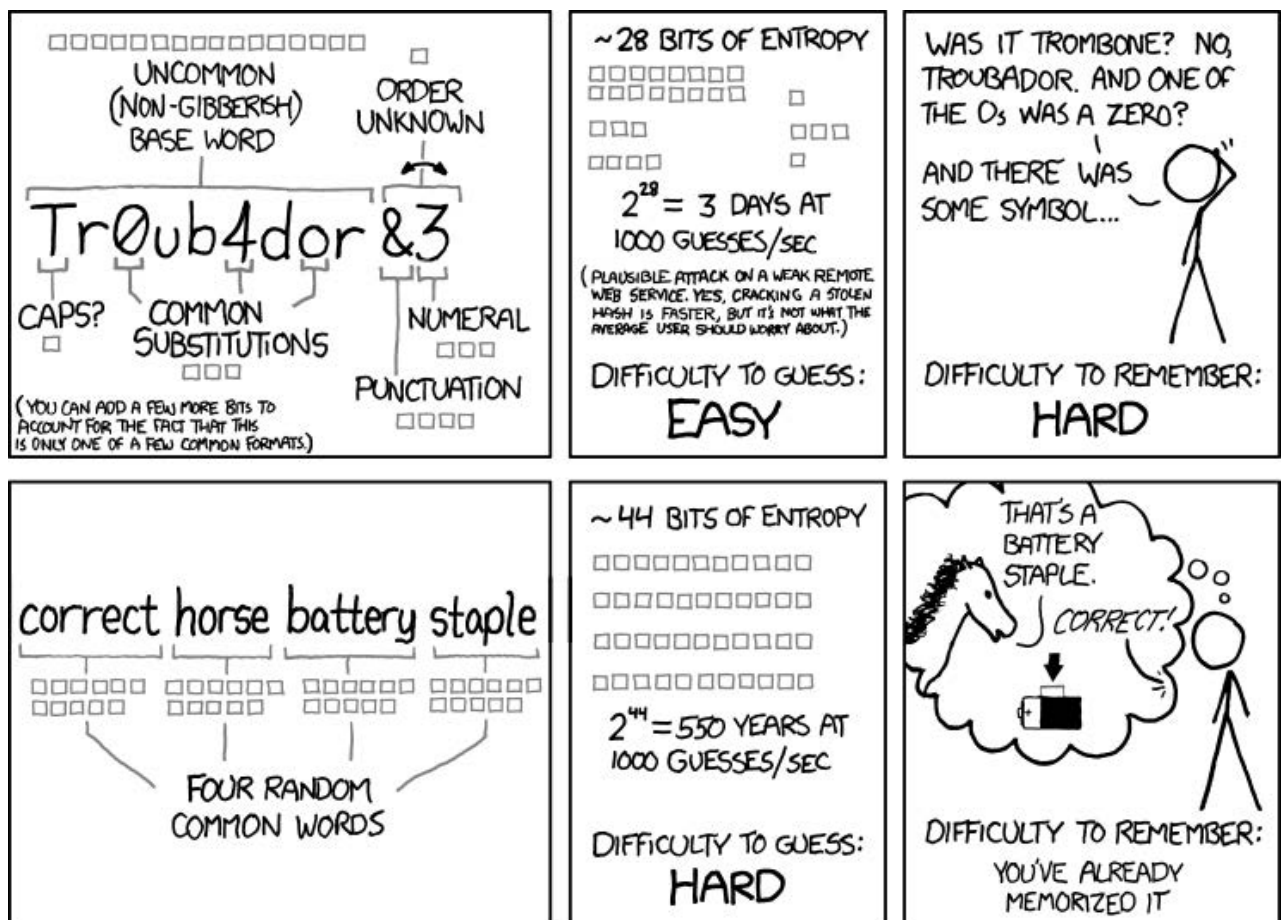 UNCOMMON
(NON-GIBBERISH)
BASE WORD
ORDER
UNKNOWN
Tr0ub4dor &3
CAPS?
COMMON
SUBSTITUTIONS
NUMERAL
PUNCTUATION
(YOU CAN ADD A FEW MORE BITS TO
ACCOUNT FOR THE FACT THAT THIS
IS ONLY ONE OF A FEW COMMON FORMATS.)
~28 BITS OF ENTROPY
2^28 = 3 DAYS AT
1000 GUESSES/SEC
(PLAUSIBLE ATTACK ON A WEAK REMOTE
WEB SERVICE. YES, CRACKING A STOLEN
HASH IS FASTER, BUT IT'S NOT WHAT THE
AVERAGE USER SHOULD WORRY ABOUT.)
DIFFICULTY TO GUESS:
EASY
WAS IT TROMBONE? NO,
TROUBADOR. AND ONE OF
THE Os WAS A ZERO?
AND THERE WAS
SOME SYMBOL...
DIFFICULTY TO REMEMBER:
HARD
correct horse battery staple
FOUR RANDOM
COMMON WORDS
~44 BITS OF ENTROPY
2^44 = 550 YEARS AT
1000 GUESSES/SEC
DIFFICULTY TO GUESS:
HARD
THAT'S A
BATTERY
STAPLE.
CORRECT!
+
DIFFICULTY TO REMEMBER:
YOU'VE ALREADY
MEMORIZED IT